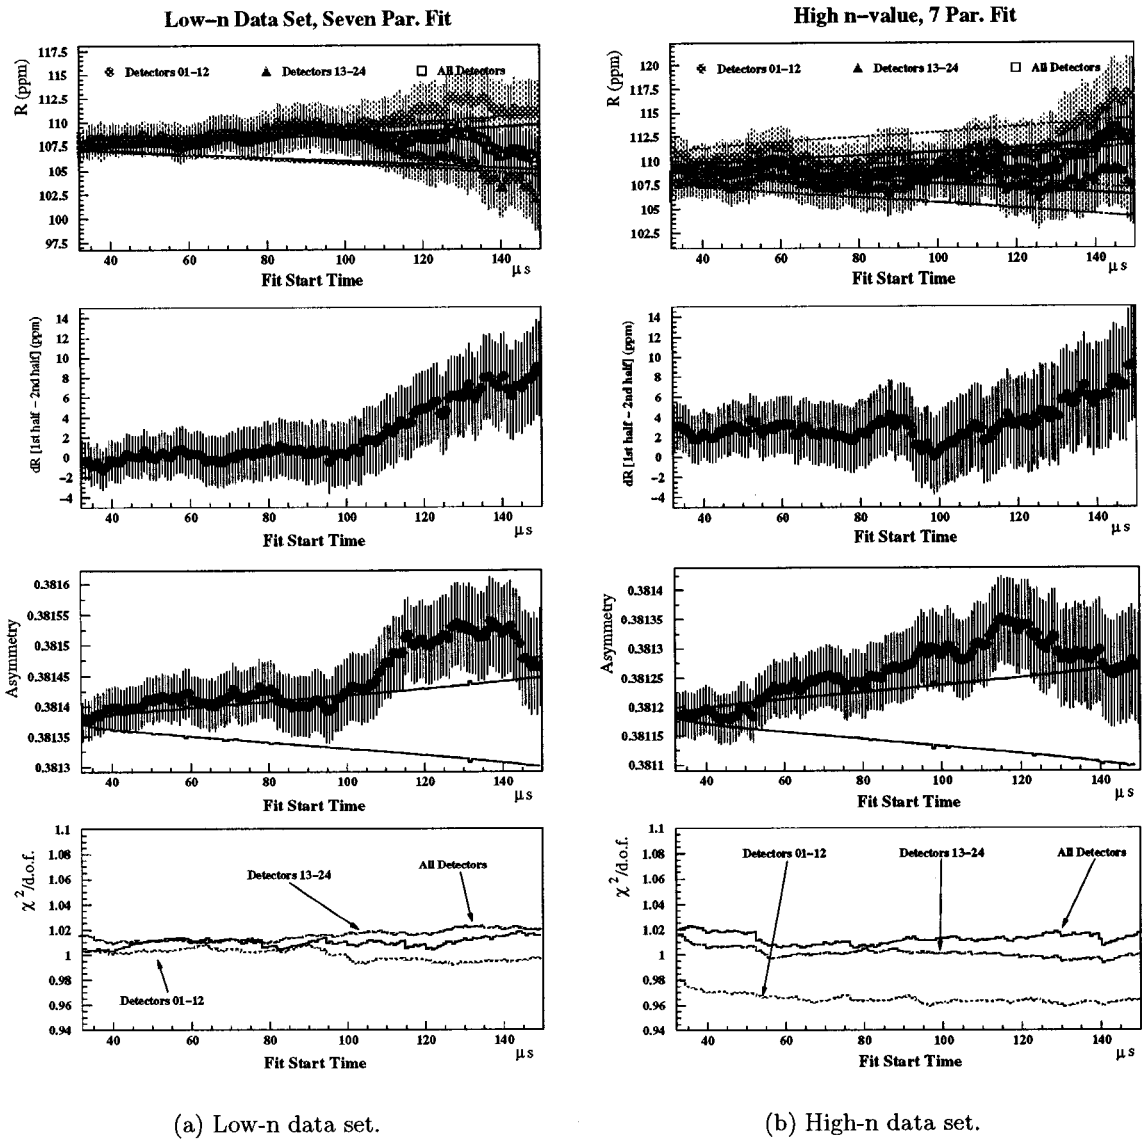 Low-n Data Set, Seven Par. Fit
R (ppm)
117.5
115
112.5
110
107.5
105
102.5
100
97.5
Detectors 01-12
Detectors 13-24
All Detectors
40 60 80 100 120 140
μs
Fit Start Time
dR [1st half - 2nd half] (ppm)
14
12
10
8
6
4
2
0
-2
-4
40 60 80 100 120 140
μs
Fit Start Time
Asymmetry
0.3816
0.38155
0.3815
0.38145
0.3814
0.38135
0.3813
40 60 80 100 120 140
μs
Fit Start Time
χ²/d.o.f.
1.1
1.08
1.06
1.04
1.02
1
0.98
0.96
0.94
Detectors 13-24
All Detectors
Detectors 01-12
40 60 80 100 120 140
μs
Fit Start Time
(a) Low-n data set.
High n-value, 7 Par. Fit
R (ppm)
120
117.5
115
112.5
110
107.5
105
102.5
Detectors 01-12
Detectors 13-24
All Detectors
40 60 80 100 120 140
μs
Fit Start Time
dR [1st half - 2nd half] (ppm)
14
12
10
8
6
4
2
0
-2
-4
40 60 80 100 120 140
μs
Fit Start Time
Asymmetry
0.3814
0.38135
0.3813
0.38125
0.3812
0.38115
0.3811
40 60 80 100 120 140
μs
Fit Start Time
χ²/d.o.f.
1.1
1.08
1.06
1.04
1.02
1
0.98
0.96
0.94
Detectors 01-12
Detectors 13-24
All Detectors
40 60 80 100 120 140
μs
Fit Start Time
(b) High-n data set.